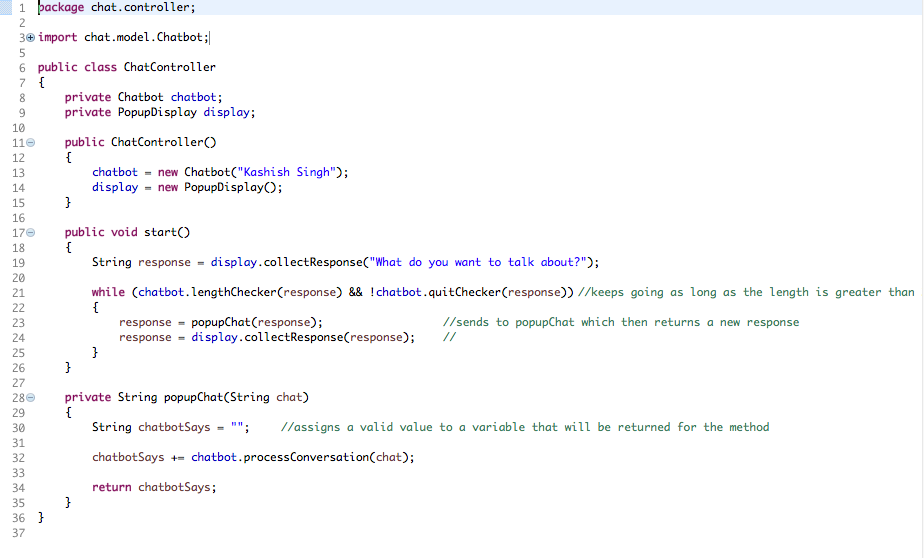 1 package chat.controller;
2
3 import chat.model.Chatbot;
5
6 public class ChatController
7 {
8     private Chatbot chatbot;
9     private PopupDisplay display;
10
11     public ChatController()
12     {
13         chatbot = new Chatbot("Kashish Singh");
14         display = new PopupDisplay();
15     }
16
17     public void start()
18     {
19         String response = display.collectResponse("What do you want to talk about?");
20
21         while (chatbot.lengthChecker(response) && !chatbot.quitChecker(response)) //keeps going as long as the length is greater than
22         {
23             response = popupChat(response);                  //sends to popupChat which then returns a new response
24             response = display.collectResponse(response);    //
25         }
26     }
27
28     private String popupChat(String chat)
29     {
30         String chatbotSays = "";     //assigns a valid value to a variable that will be returned for the method
31
32         chatbotSays += chatbot.processConversation(chat);
33
34         return chatbotSays;
35     }
36 }
37